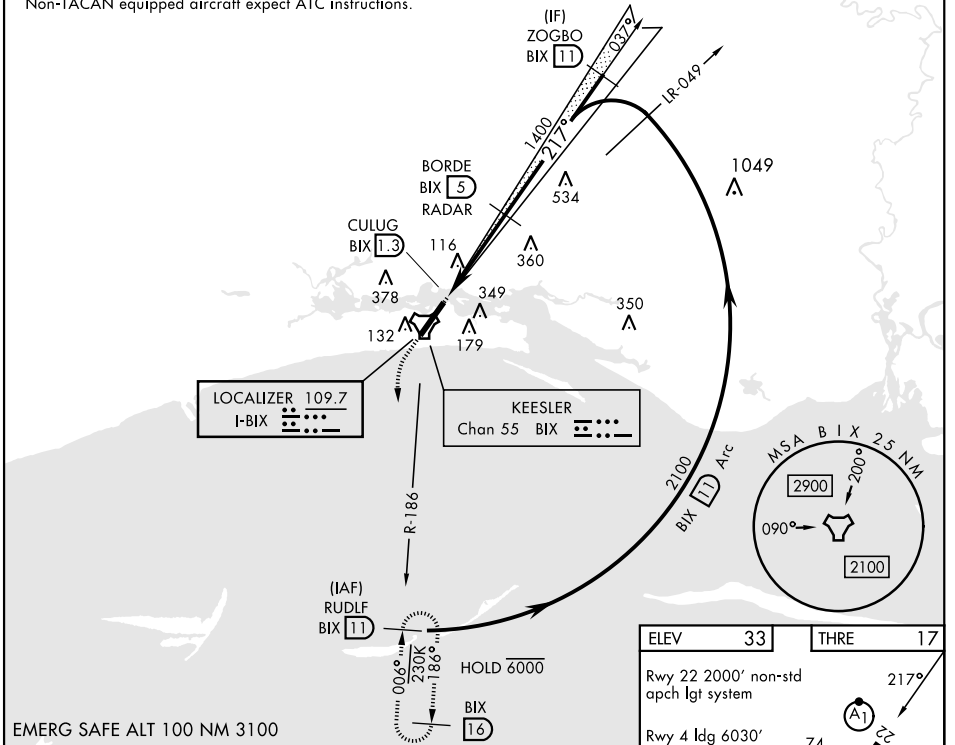 Non-TACAN equipped aircraft expect ATC instructions.
(IF)
ZOGBO
BIX 11
037°
LR-049
1400
217°
BORDE
BIX 5
RADAR
534
1049
CULUG
BIX 1.3
116
360
378
349
350
132
179
LOCALIZER 109.7
I-BIX
KEESLER
Chan 55 BIX
MSA BIX 25 NM
200°
2900
090°
2100
2100
BIX 11 Arc
R-186
(IAF)
RUDLF
BIX 11
006°
230K
186°
HOLD 6000
BIX
16
EMERG SAFE ALT 100 NM 3100
ELEV 33
THRE 17
Rwy 22 2000' non-std
apch lgt system
217°
A1
22
Rwy 4 ldg 6030'
74